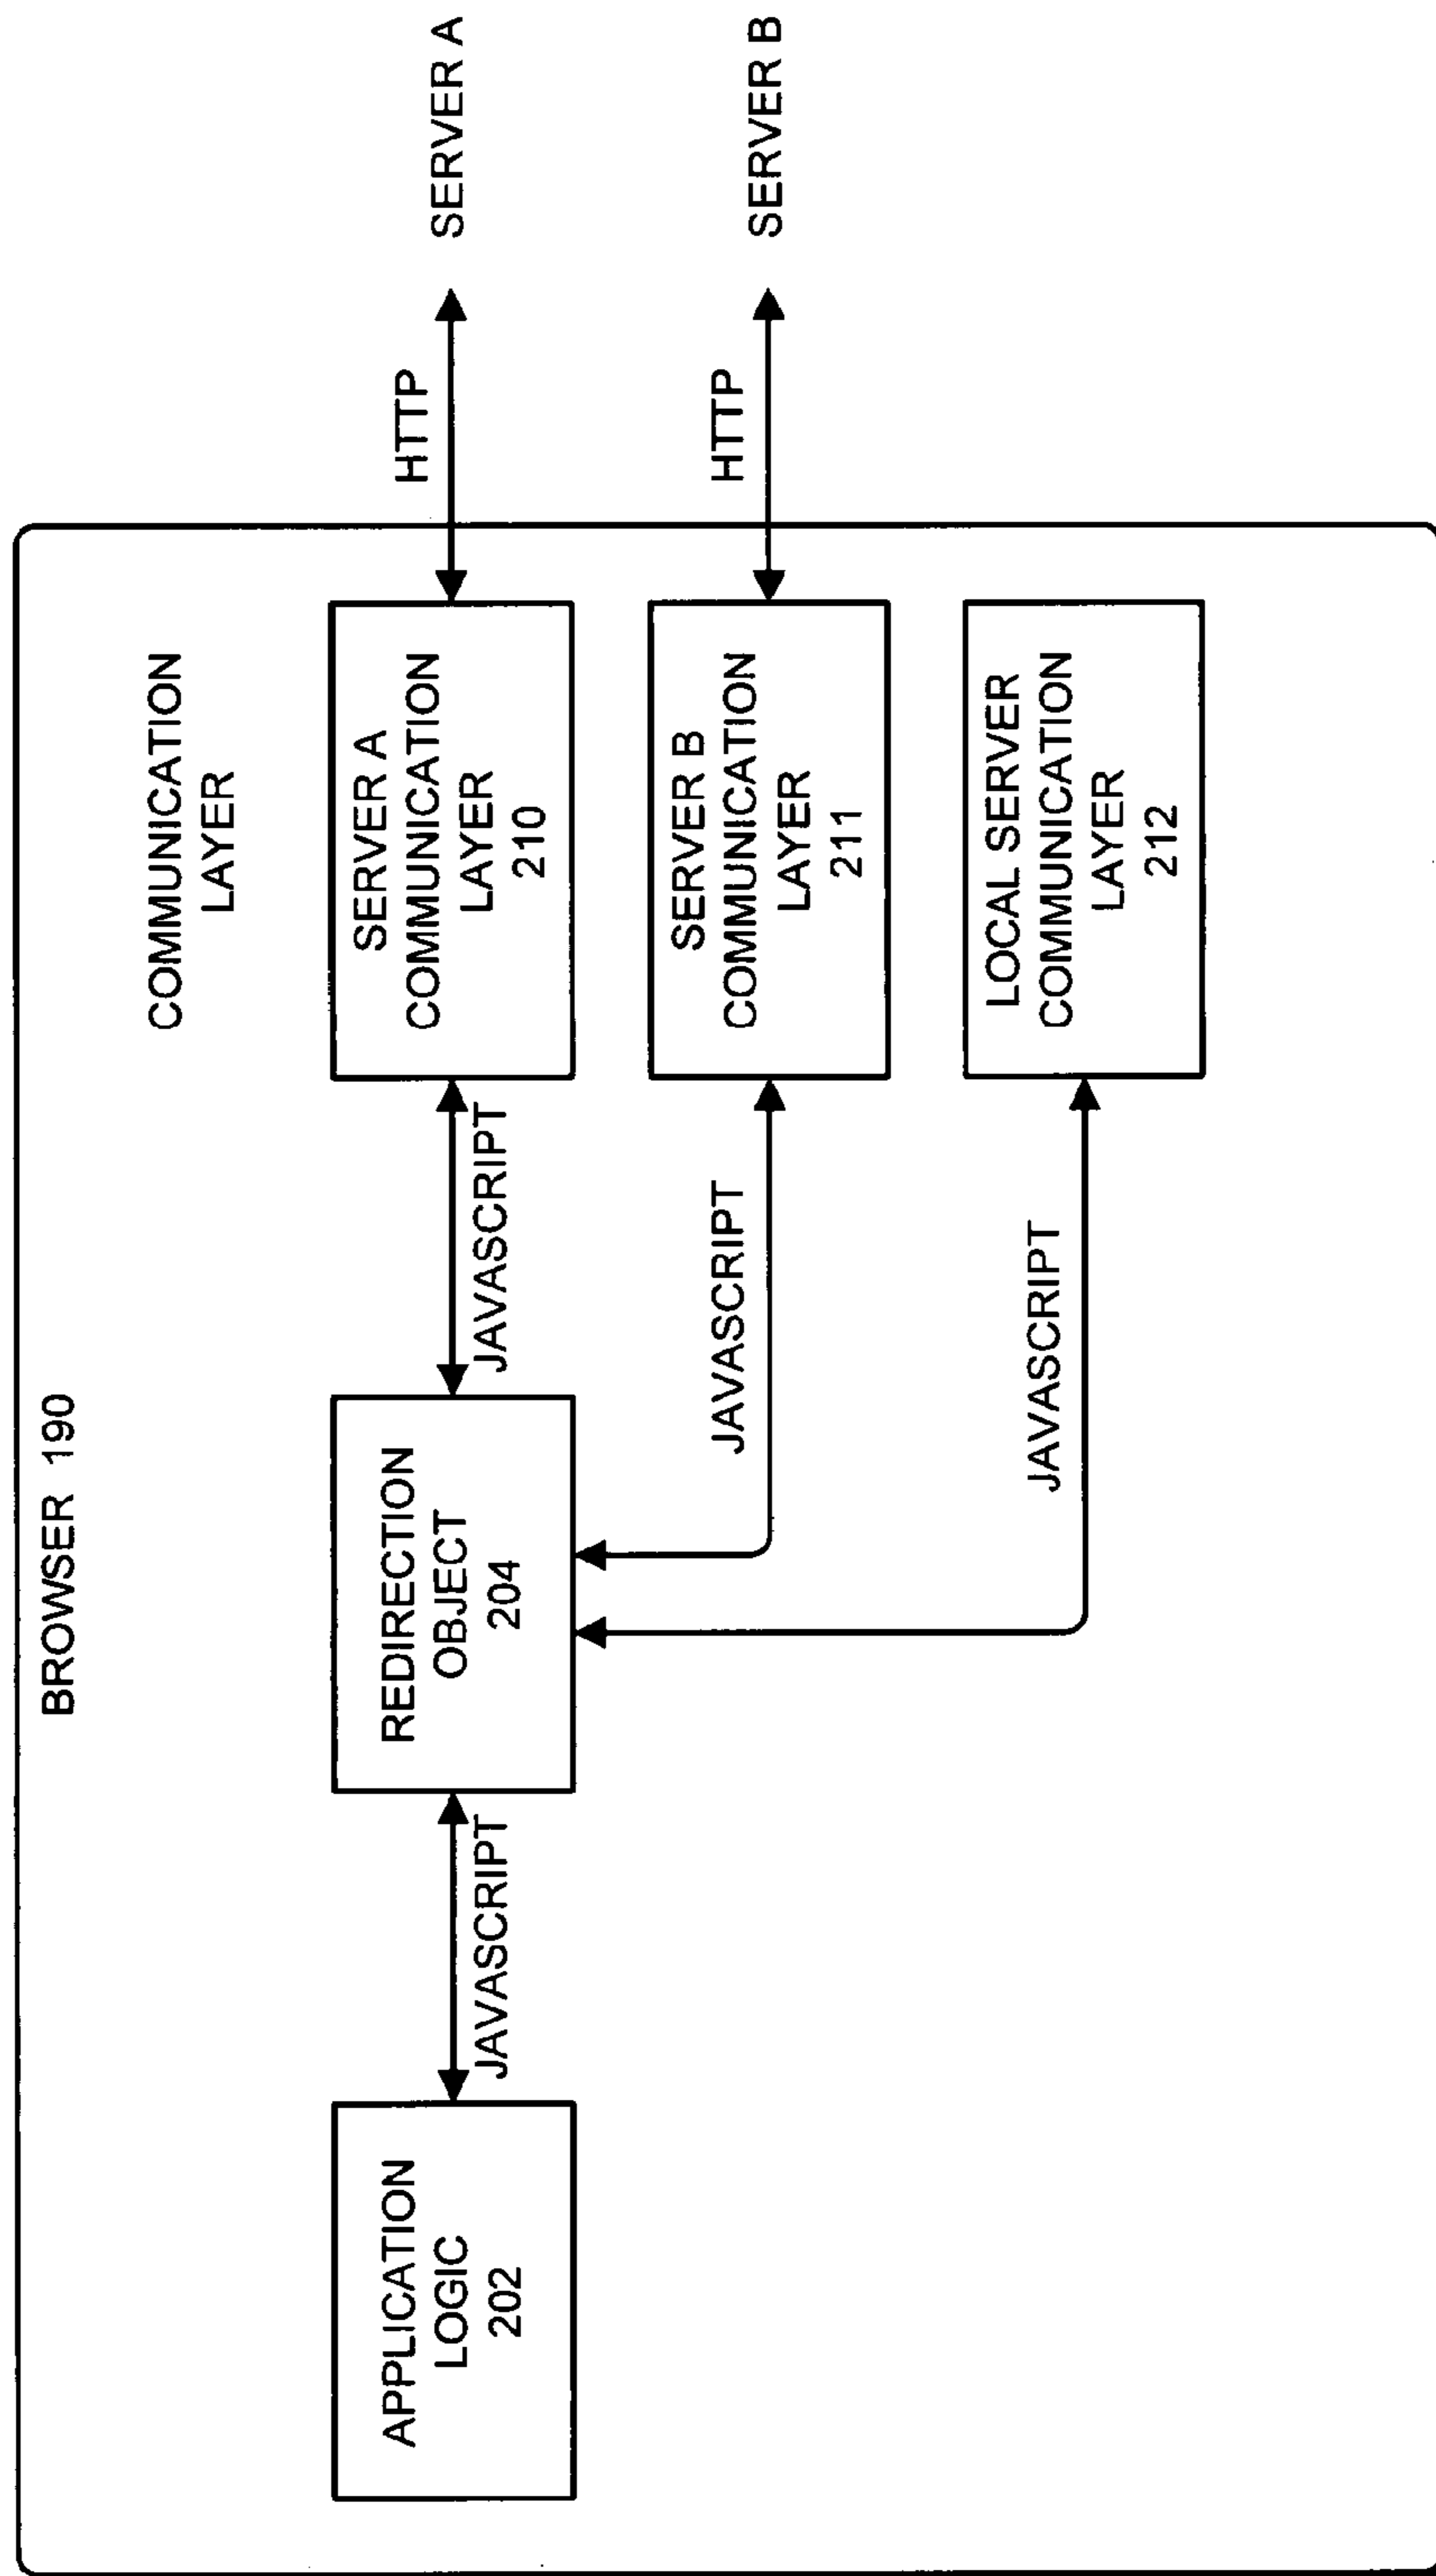 BROWSER 190
COMMUNICATION
LAYER
APPLICATION
LOGIC
202
JAVASCRIPT
REDIRECTION
OBJECT
204
JAVASCRIPT
SERVER A
COMMUNICATION
LAYER
210
HTTP
SERVER A
JAVASCRIPT
SERVER B
COMMUNICATION
LAYER
211
HTTP
SERVER B
JAVASCRIPT
LOCAL SERVER
COMMUNICATION
LAYER
212